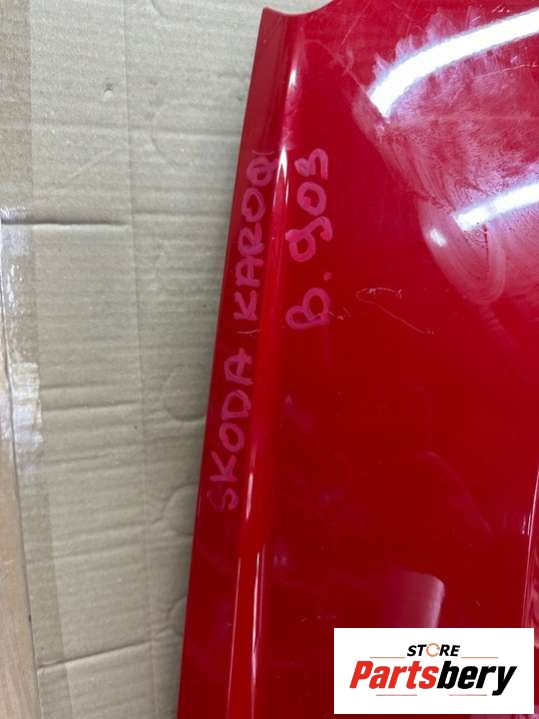 SKODA KAROQ
B.903
STORE
Partsbery